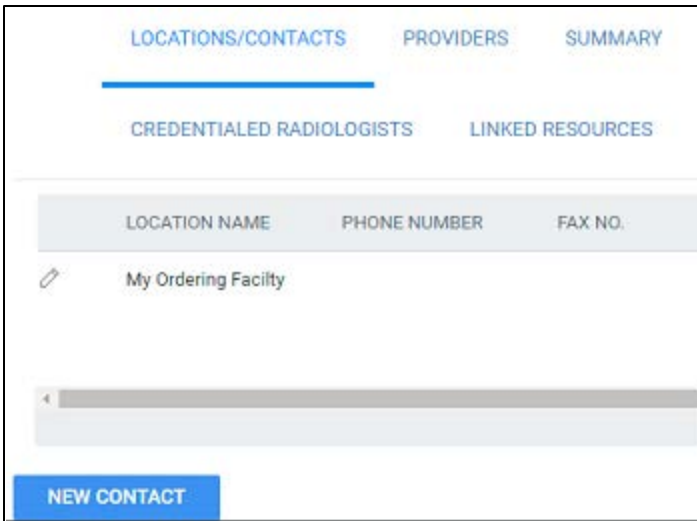 LOCATIONS/CONTACTS PROVIDERS SUMMARY
CREDENTIALED RADIOLOGISTS LINKED RESOURCES
LOCATION NAME PHONE NUMBER FAX NO.
My Ordering Facilty
NEW CONTACT